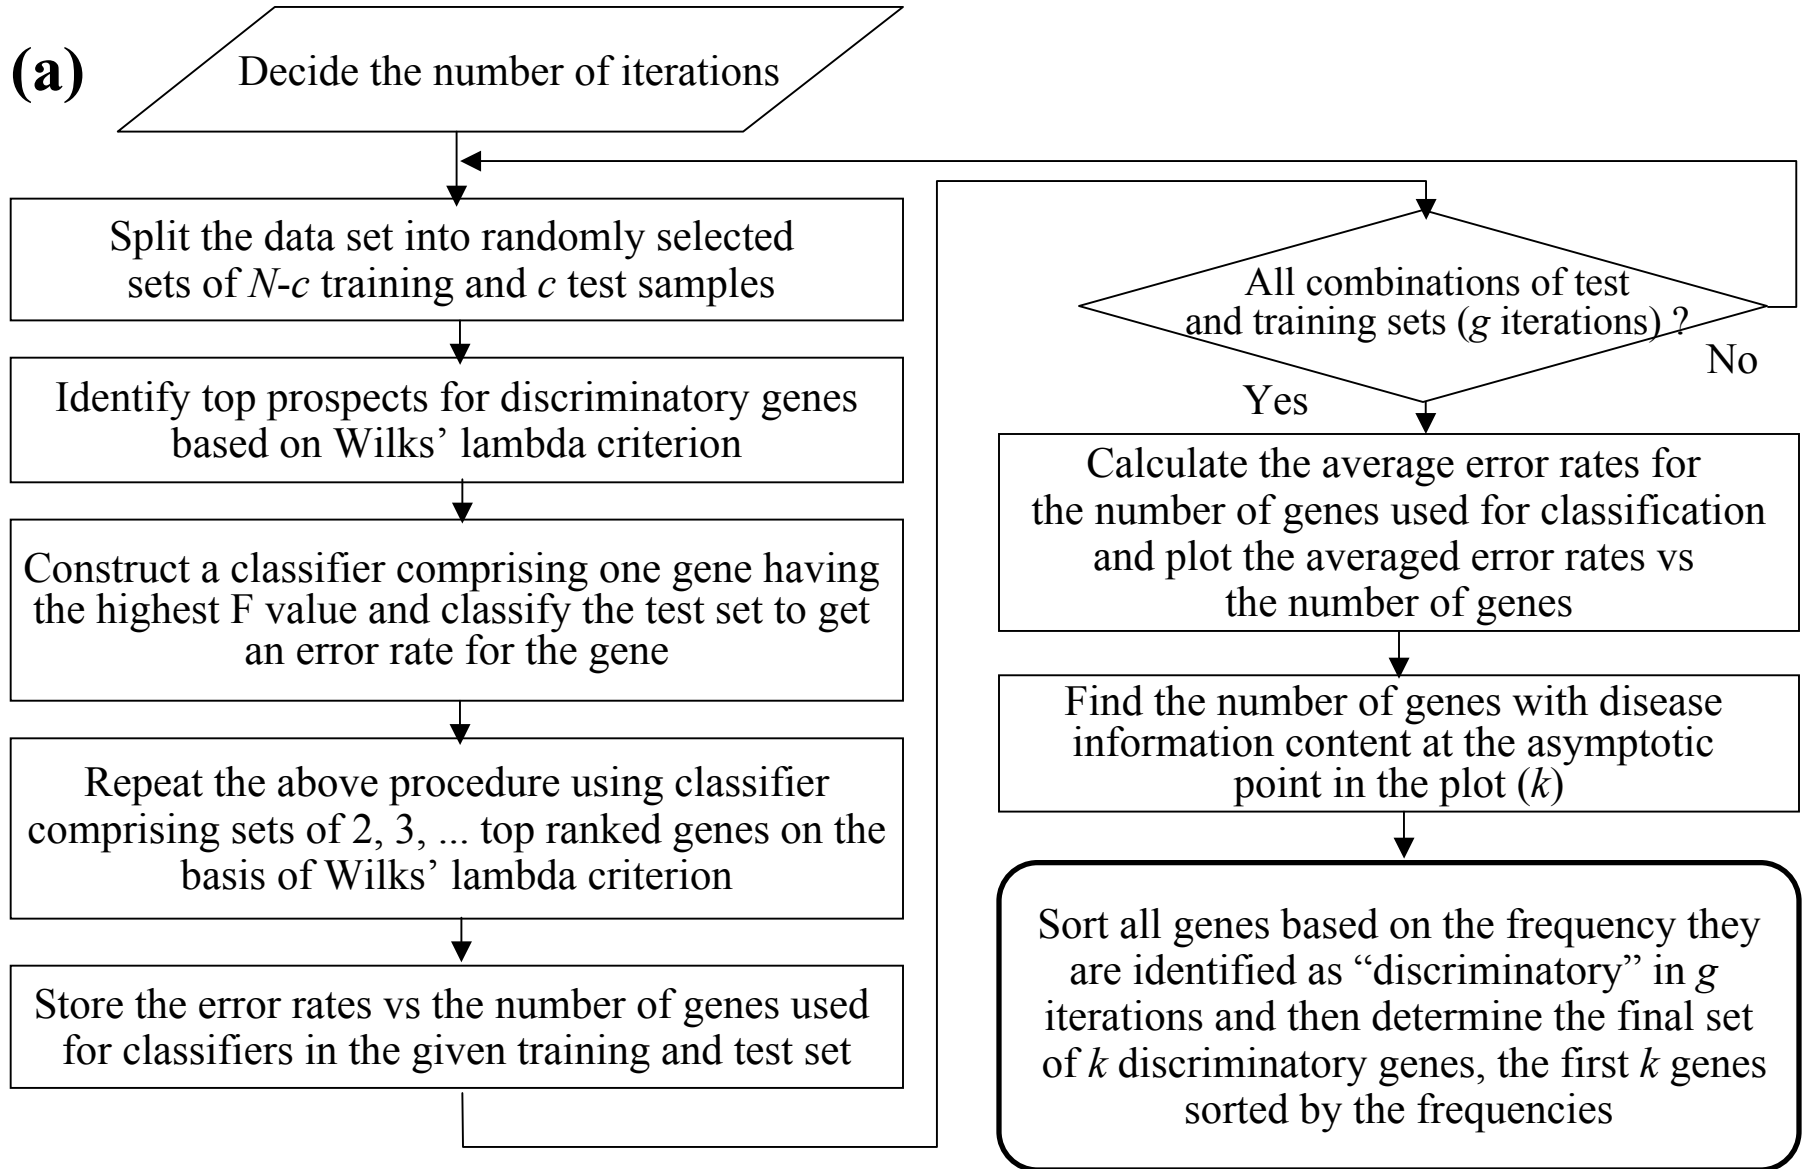 (a)
Decide the number of iterations
Split the data set into randomly selected
sets of N-c training and c test samples
Identify top prospects for discriminatory genes
based on Wilks’ lambda criterion
Construct a classifier comprising one gene having
the highest F value and classify the test set to get
an error rate for the gene
Repeat the above procedure using classifier
comprising sets of 2, 3, ... top ranked genes on the
basis of Wilks’ lambda criterion
Store the error rates vs the number of genes used
for classifiers in the given training and test set
All combinations of test
and training sets (g iterations) ?
No
Yes
Calculate the average error rates for
the number of genes used for classification
and plot the averaged error rates vs
the number of genes
Find the number of genes with disease
information content at the asymptotic
point in the plot (k)
Sort all genes based on the frequency they
are identified as “discriminatory” in g
iterations and then determine the final set
of k discriminatory genes, the first k genes
sorted by the frequencies